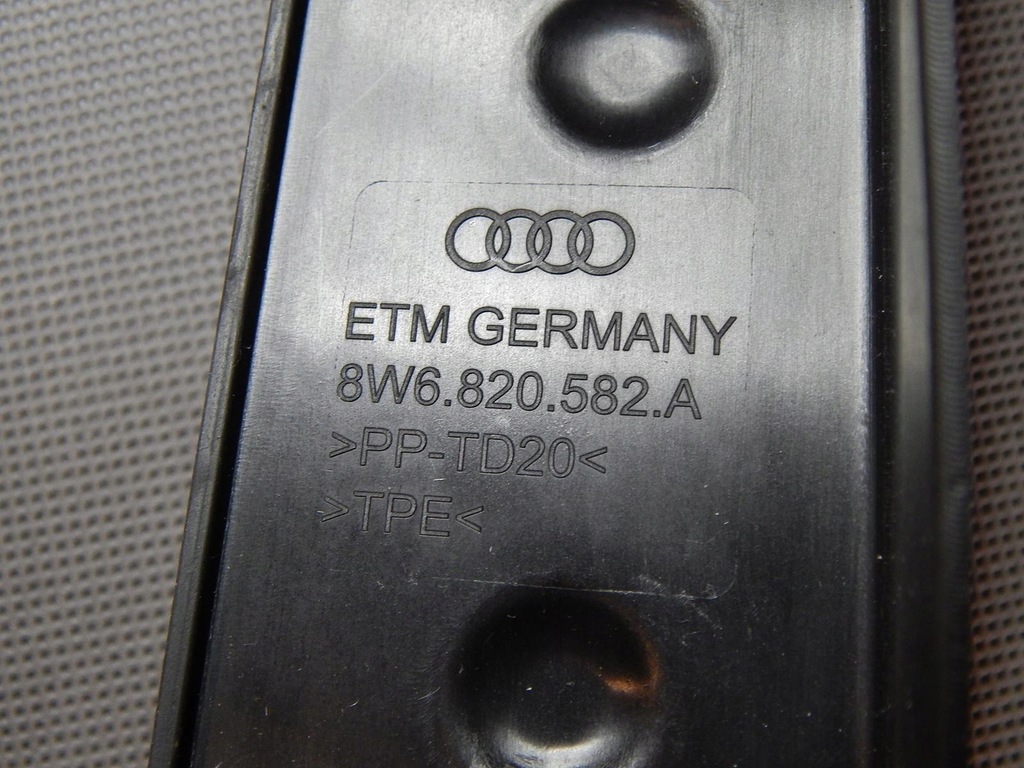 ETM GERMANY
8W6.820.582.A
>PP-TD20<
>TPE<